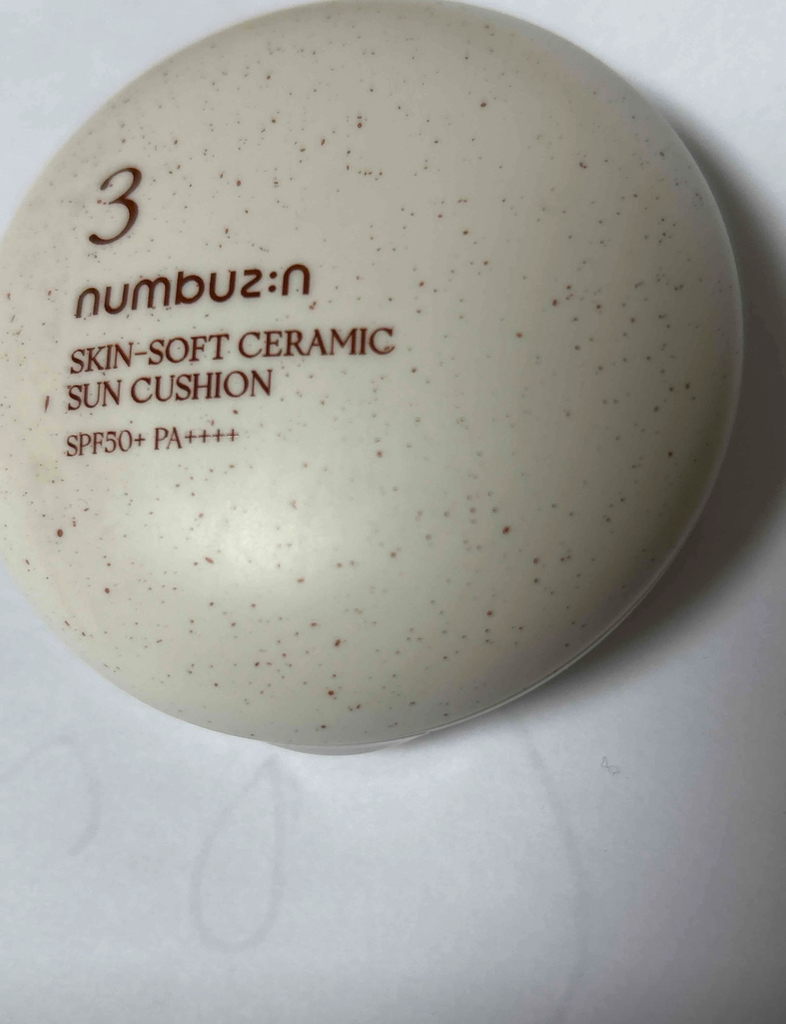 3
numbuz:n
SKIN-SOFT CERAMIC
SUN CUSHION
SPF50+ PA++++